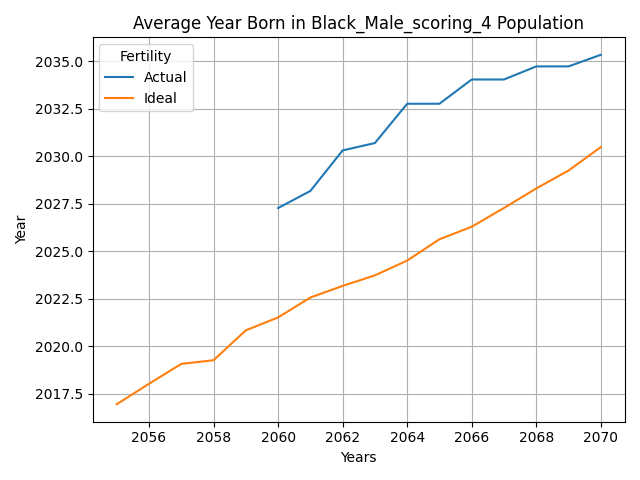 Average Year Born in Black_Male_scoring_4 Population
Fertility
Actual
Ideal
2035.0
2032.5
2030.0
2027.5
2025.0
2022.5
2020.0
2017.5
Year
2056 2058 2060 2062 2064 2066 2068 2070
Years